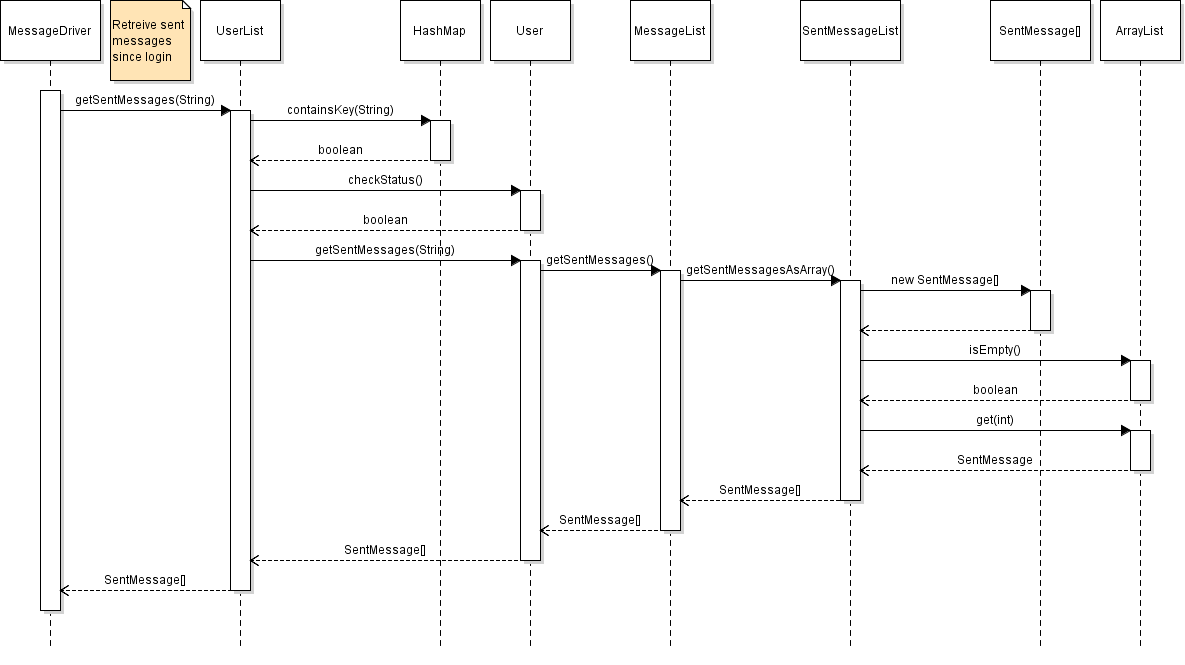 MessageDriver
Retreive sent
messages
since login
UserList
HashMap
User
MessageList
SentMessageList
SentMessage[]
ArrayList
getSentMessages(String)
containsKey(String)
boolean
checkStatus()
boolean
getSentMessages(String)
getSentMessages()
getSentMessagesAsArray()
new SentMessage[]
isEmpty()
boolean
get(int)
SentMessage
SentMessage[]
SentMessage[]
SentMessage[]
SentMessage[]